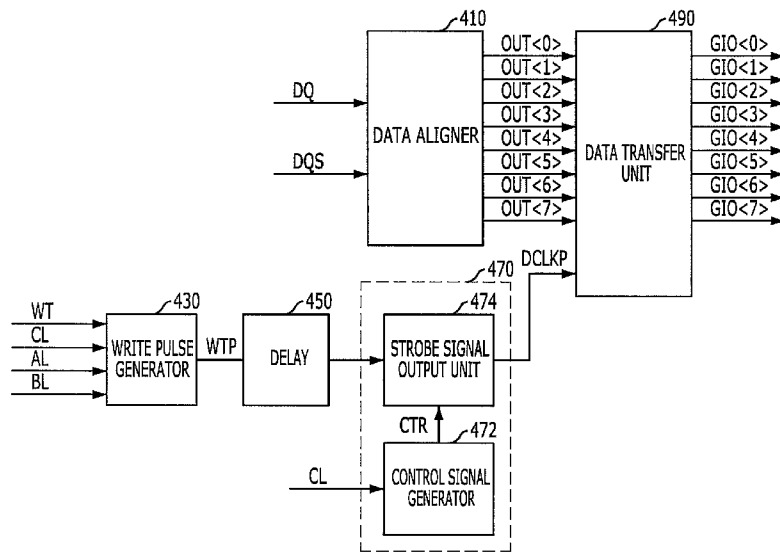 410
490
DQ
DQS
DATA ALIGNER
OUT<0>
OUT<1>
OUT<2>
OUT<3>
OUT<4>
OUT<5>
OUT<6>
OUT<7>
DATA TRANSFER
UNIT
GIO<0>
GIO<1>
GIO<2>
GIO<3>
GIO<4>
GIO<5>
GIO<6>
GIO<7>
DCLKP
470
430
450
474
WT
CL
AL
BL
WRITE PULSE
GENERATOR
WTP
DELAY
STROBE SIGNAL
OUTPUT UNIT
CTR
472
CL
CONTROL SIGNAL
GENERATOR